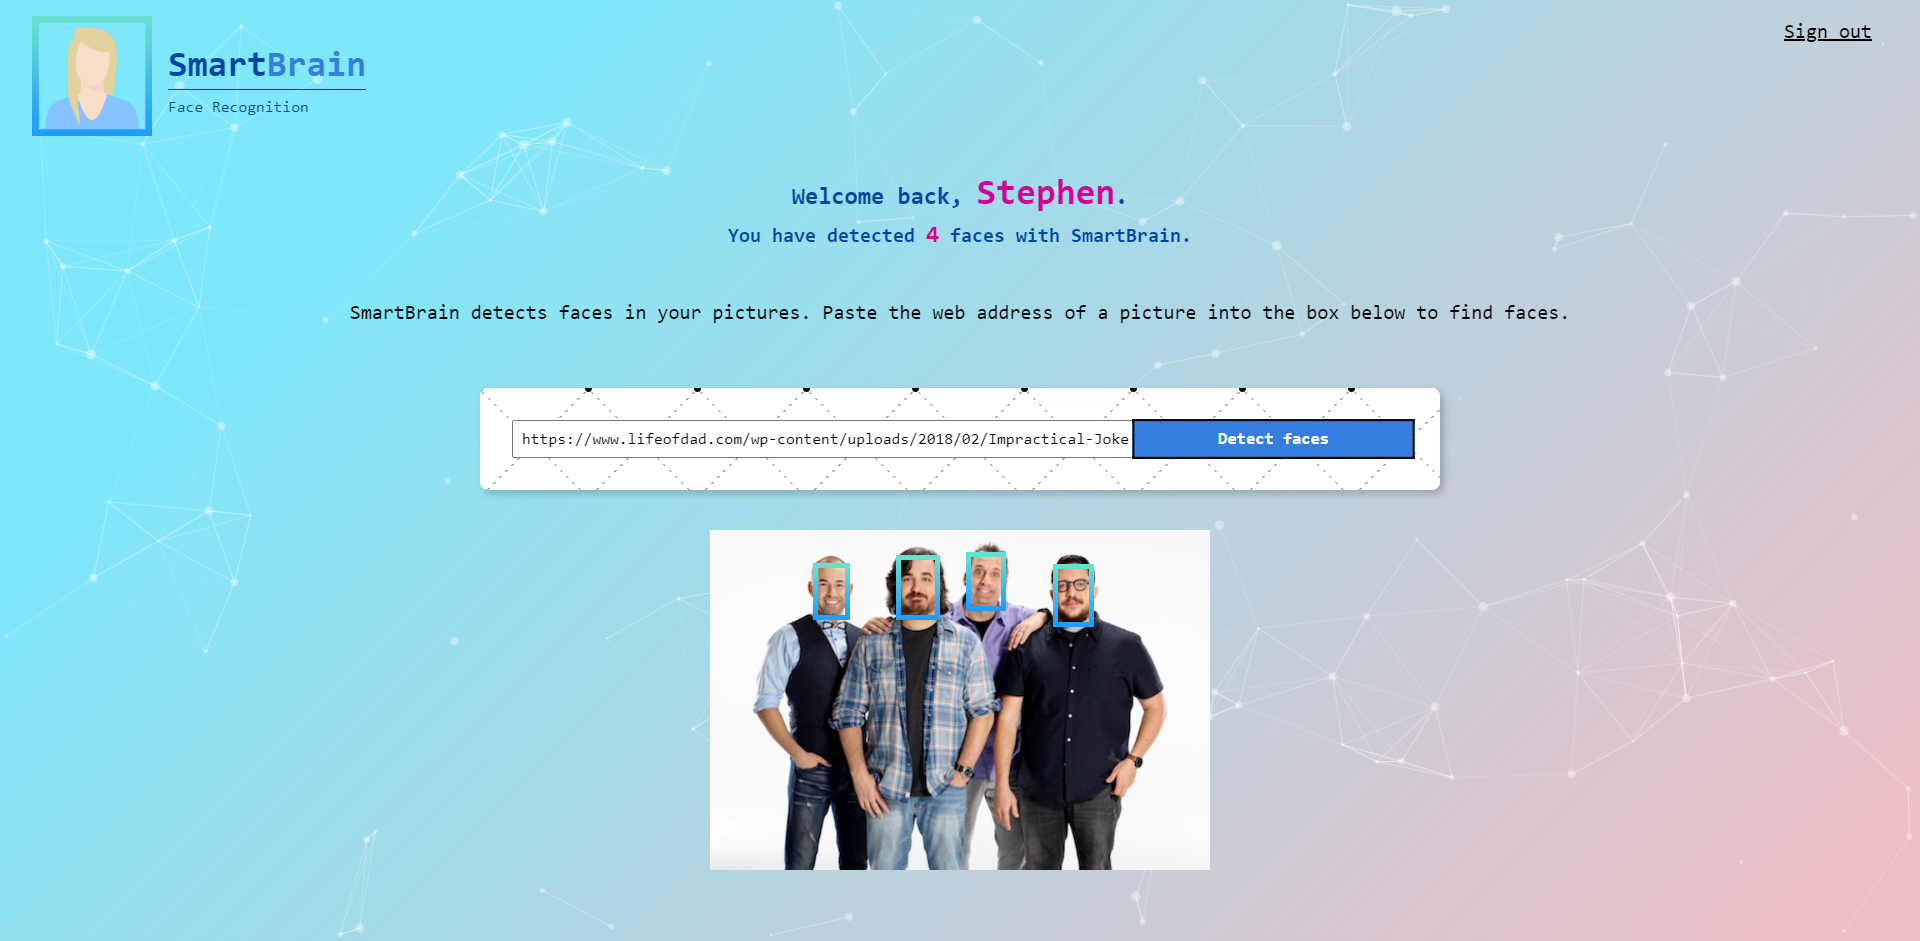 SmartBrain
Face Recognition
Sign out
Welcome back, Stephen.
You have detected 4 faces with SmartBrain.
SmartBrain detects faces in your pictures. Paste the web address of a picture into the box below to find faces.
https://www.lifeofdad.com/wp-content/uploads/2018/02/Impractical-Joke
Detect faces